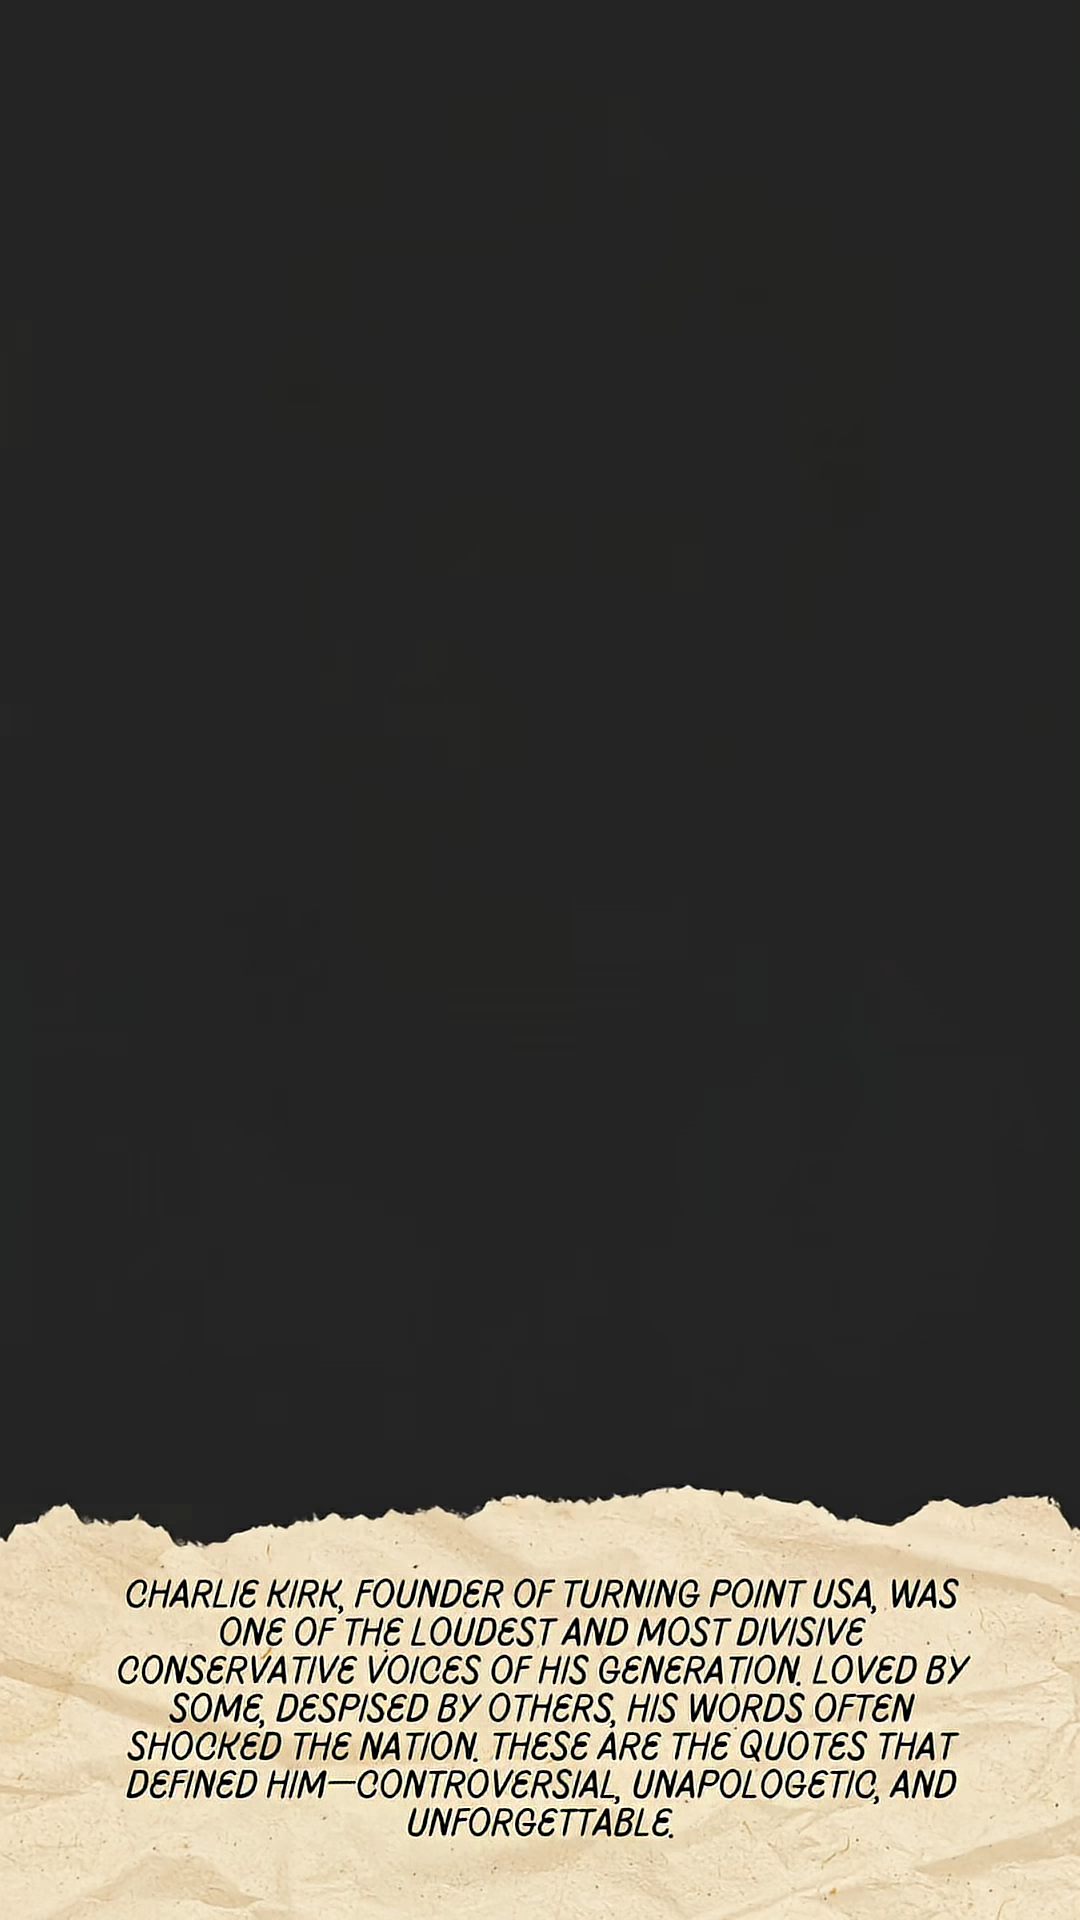 CHARLIE KIRK, FOUNDER OF TURNING POINT USA, WAS
ONE OF THE LOUDEST AND MOST DIVISIVE
CONSERVATIVE VOICES OF HIS GENERATION. LOVED BY
SOME, DESPISED BY OTHERS, HIS WORDS OFTEN
SHOCKED THE NATION. THESE ARE THE QUOTES THAT
DEFINED HIM—CONTROVERSIAL, UNAPOLOGETIC, AND
UNFORGETTABLE.